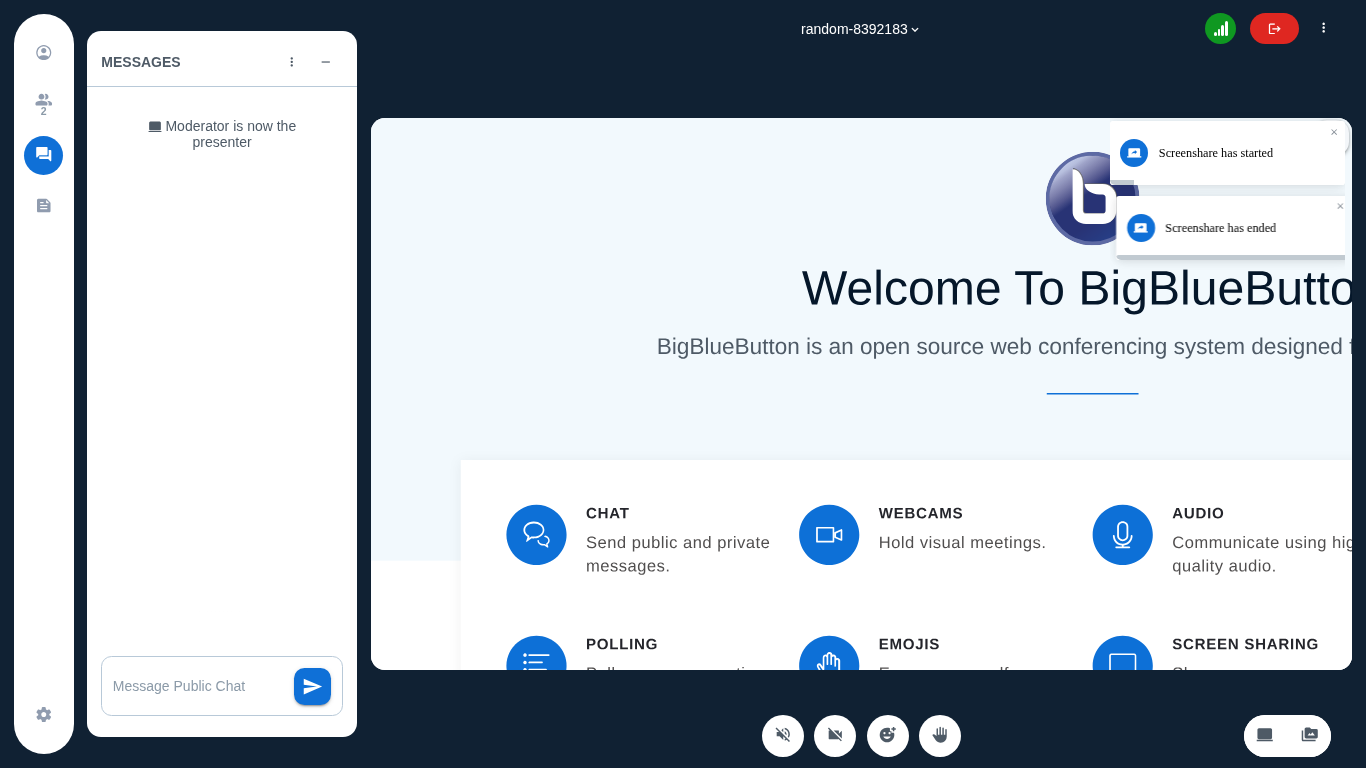 random-8392183
2
MESSAGES
Moderator is now the
presenter
Message Public Chat
Screenshare has started
Screenshare has ended
Welcome To BigBlueButto
BigBlueButton is an open source web conferencing system designed f
CHAT
Send public and private
messages.
WEBCAMS
Hold visual meetings.
AUDIO
Communicate using hig
quality audio.
POLLING
EMOJIS
SCREEN SHARING